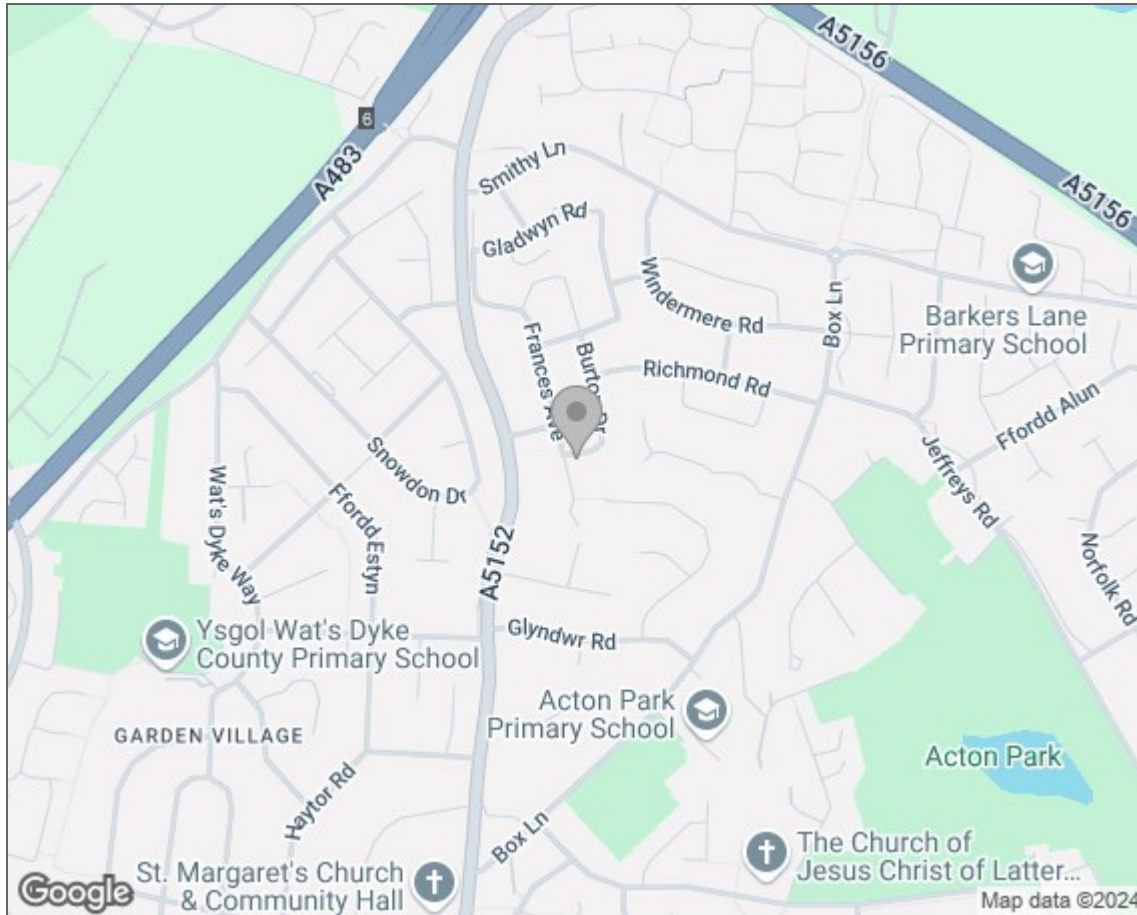 A5156
6
A483
Smithy Ln
Gladwyn Rd
A5156
Windermere Rd
Box Ln
Barkers Lane
Primary School
Frances Ave
Burton Dr
Richmond Rd
Ffordd Alun
Jeffreys Rd
Snowdon Dr
Wat's Dyke Way
Ffordd Estyn
A5152
Norfolk Rd
Ysgol Wat's Dyke
County Primary School
Glyndwr Rd
Acton Park
Primary School
GARDEN VILLAGE
Acton Park
Haytor Rd
Box Ln
The Church of
Jesus Christ of Latter...
St. Margaret's Church
& Community Hall
Google
Map data ©2024